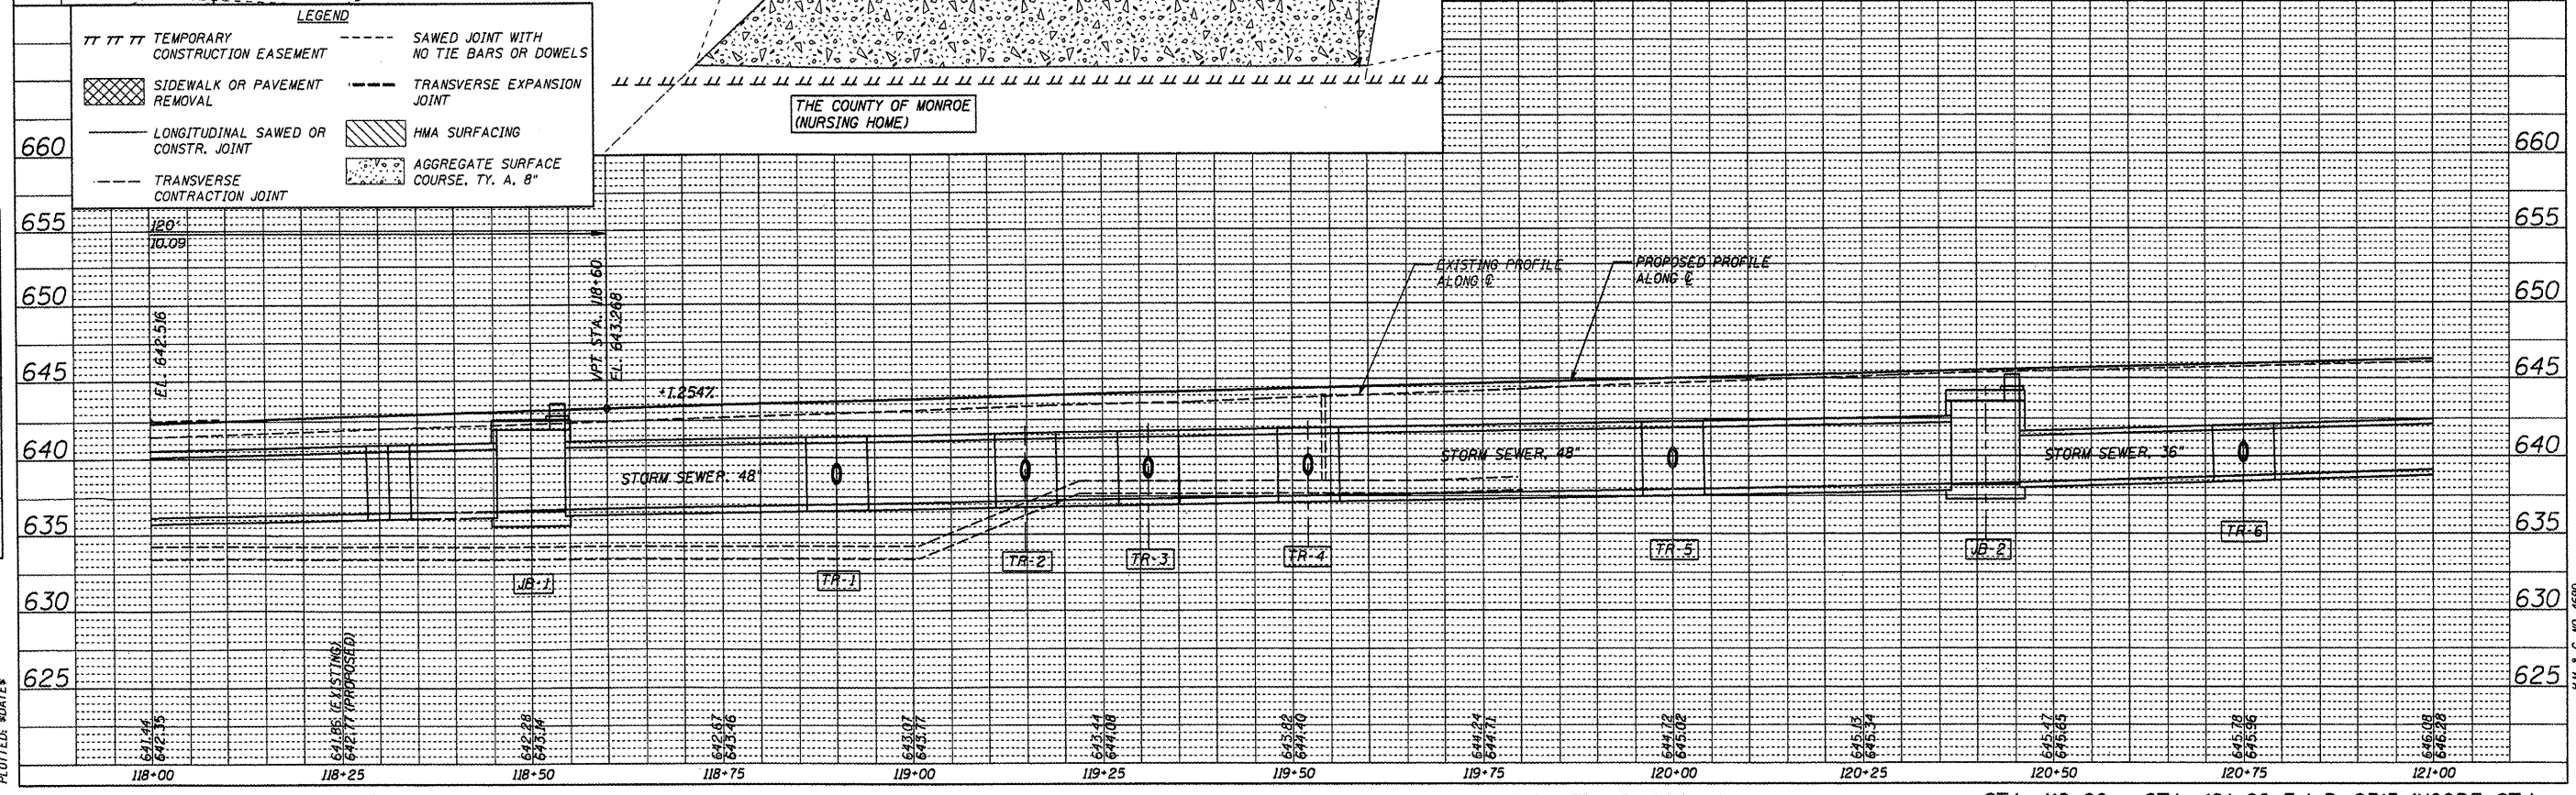 LEGEND
TEMPORARY
CONSTRUCTION EASEMENT
SIDEWALK OR PAVEMENT
REMOVAL
LONGITUDINAL SAWED OR
CONSTR. JOINT
TRANSVERSE
CONTRACTION JOINT
SAWED JOINT WITH
NO TIE BARS OR DOWELS
TRANSVERSE EXPANSION
JOINT
HMA SURFACING
AGGREGATE SURFACE
COURSE, TY. A, 8"
THE COUNTY OF MONROE
(NURSING HOME)
660 660
655 655
650 650
645 645
640 640
635 635
630 630
625 625
120'
10.09
EL. 642.516
VPT STA. 118+60
EL. 643.268
+1.254%
EXISTING PROFILE
ALONG ℄
PROPOSED PROFILE
ALONG ℄
STORM SEWER, 48"
STORM SEWER, 48"
STORM SEWER, 36"
JB-1
TR-1
TR-2
TR-3
TR-4
TR-5
JB-2
TR-6
641.44
642.35
641.86 (EXISTING)
642.77 (PROPOSED)
642.28
643.14
642.67
643.46
643.07
643.77
643.44
644.08
643.82
644.40
644.24
644.71
644.72
645.02
645.13
645.34
645.47
645.65
645.78
645.96
646.08
646.28
118+00 118+25 118+50 118+75 119+00 119+25 119+50 119+75 120+00 120+25 120+50 120+75 121+00
PLOTTED: $DATE$